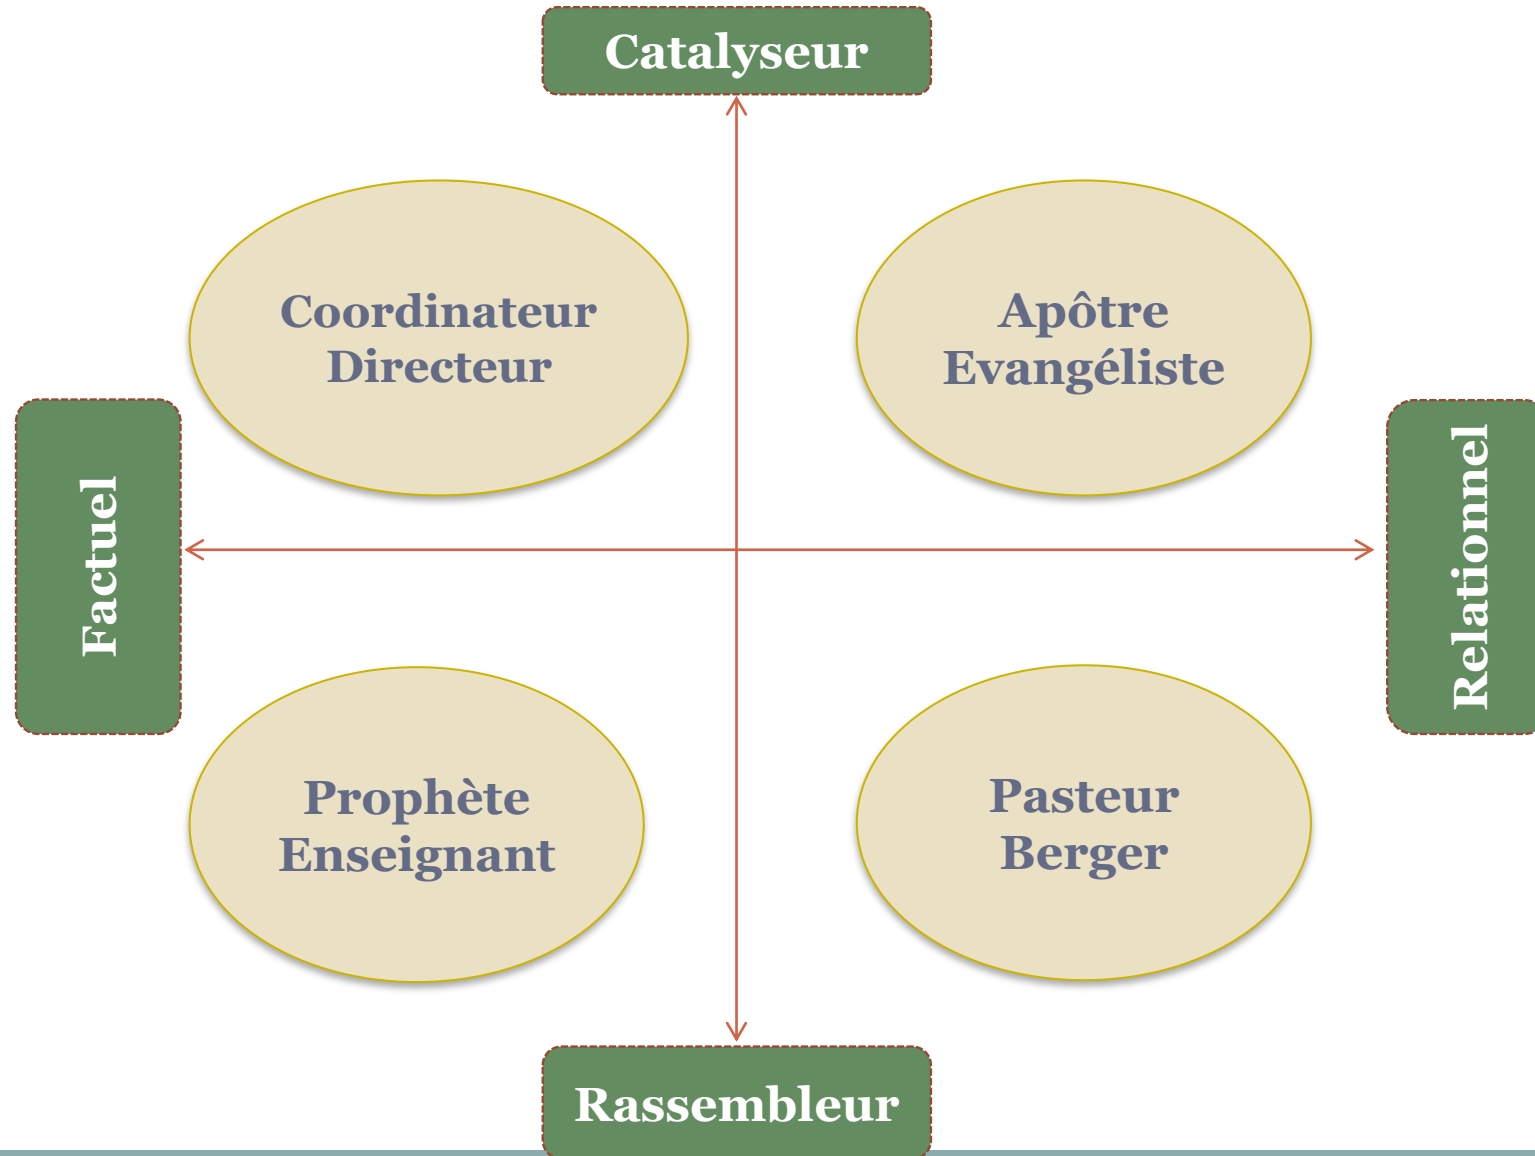 Catalyseur
Coordinateur
Directeur
Apôtre
Evangéliste
Factuel
Relationnel
Prophète
Enseignant
Pasteur
Berger
Rassembleur